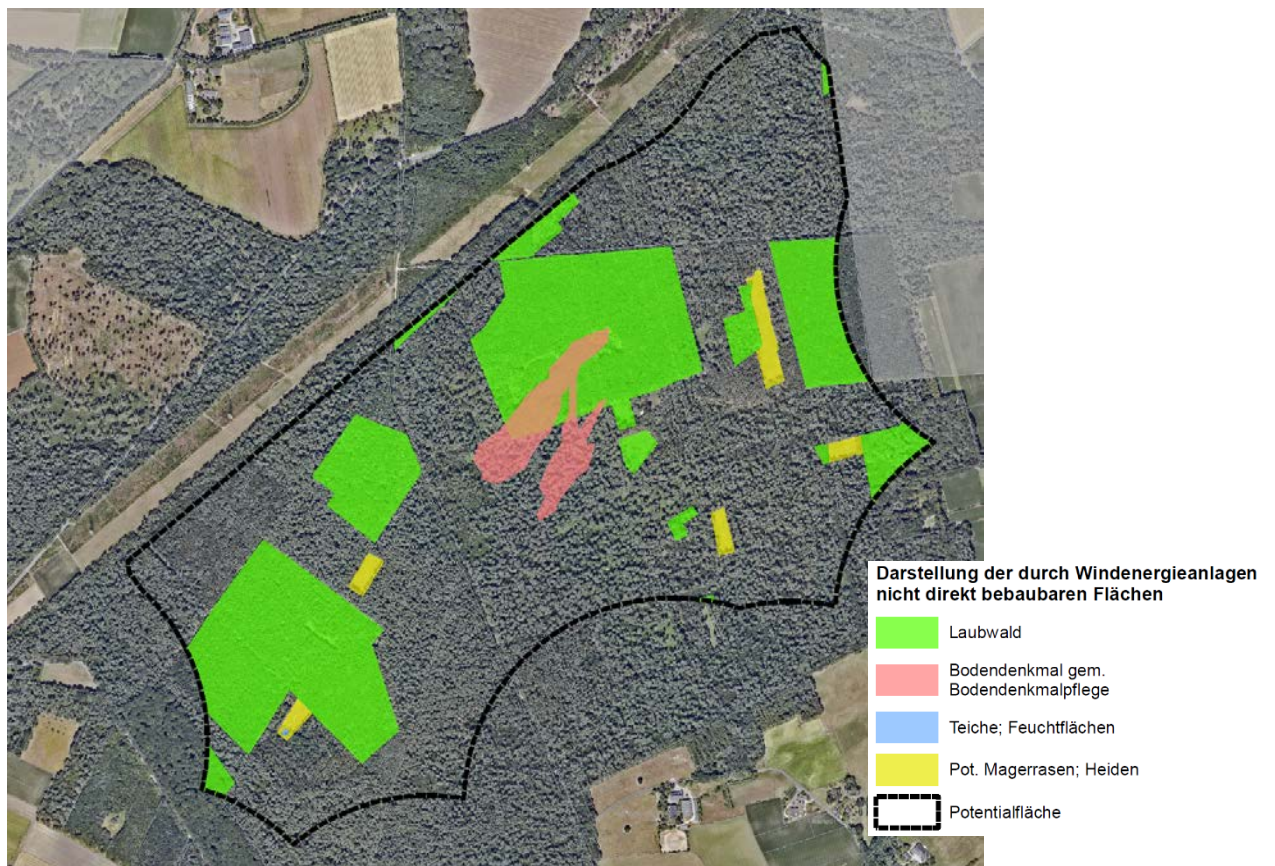 Darstellung der durch Windenergieanlagen
nicht direkt bebaubaren Flächen
Laubwald
Bodendenkmal gem.
Bodendenkmalpflege
Teiche; Feuchtflächen
Pot. Magerrasen; Heiden
Potentialfläche